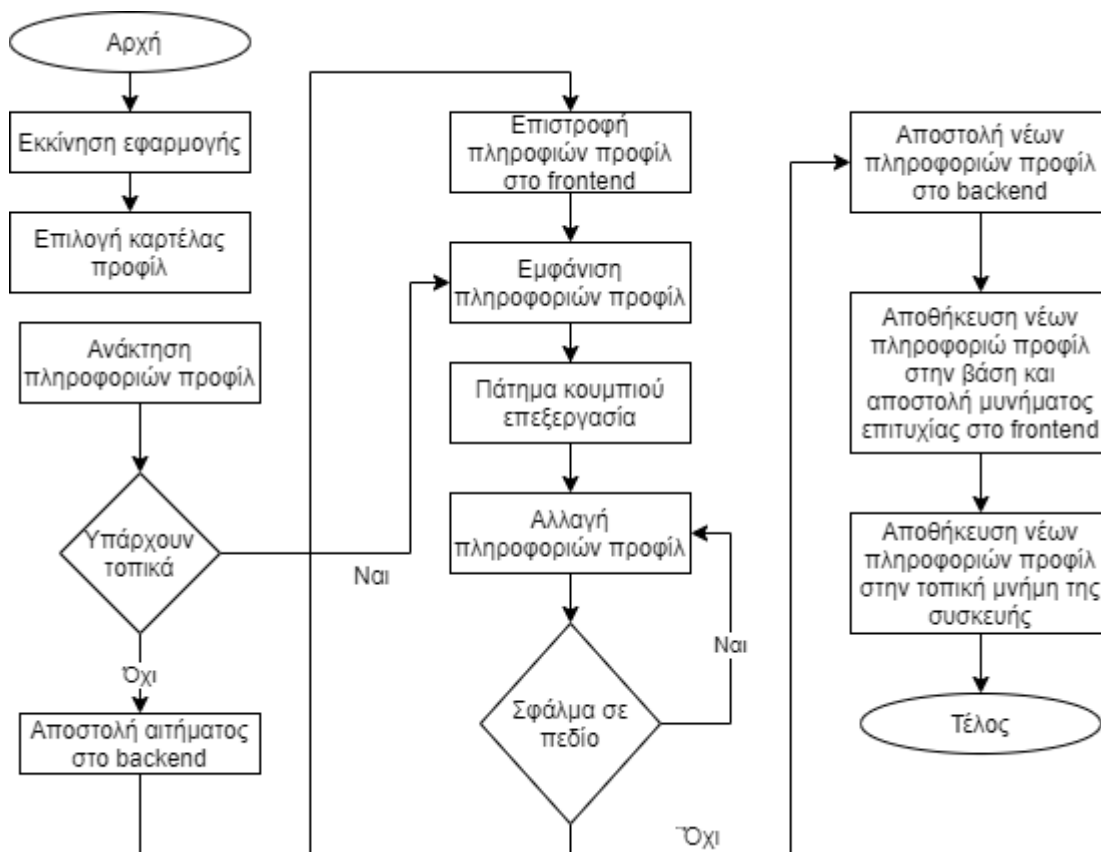 Αρχή
Εκκίνηση εφαρμογής
Επιλογή καρτέλας
προφίλ
Ανάκτηση
πληροφοριών προφίλ
Υπάρχουν
τοπικά
Ναι
Όχι
Αποστολή αιτήματος
στο backend
Επιστροφή
πληροφιών προφίλ
στο frontend
Εμφάνιση
πληροφοριών προφίλ
Πάτημα κουμπιού
επεξεργασία
Αλλαγή
πληροφοριών προφίλ
Ναι
Σφάλμα σε
πεδίο
Όχι
Αποστολή νέων
πληροφοριών προφίλ
στο backend
Αποθήκευση νέων
πληροφοριώ προφίλ
στην βάση και
αποστολή μυνήματος
επιτυχίας στο frontend
Αποθήκευση νέων
πληροφοριών προφίλ
στην τοπική μνήμη της
συσκευής
Τέλος